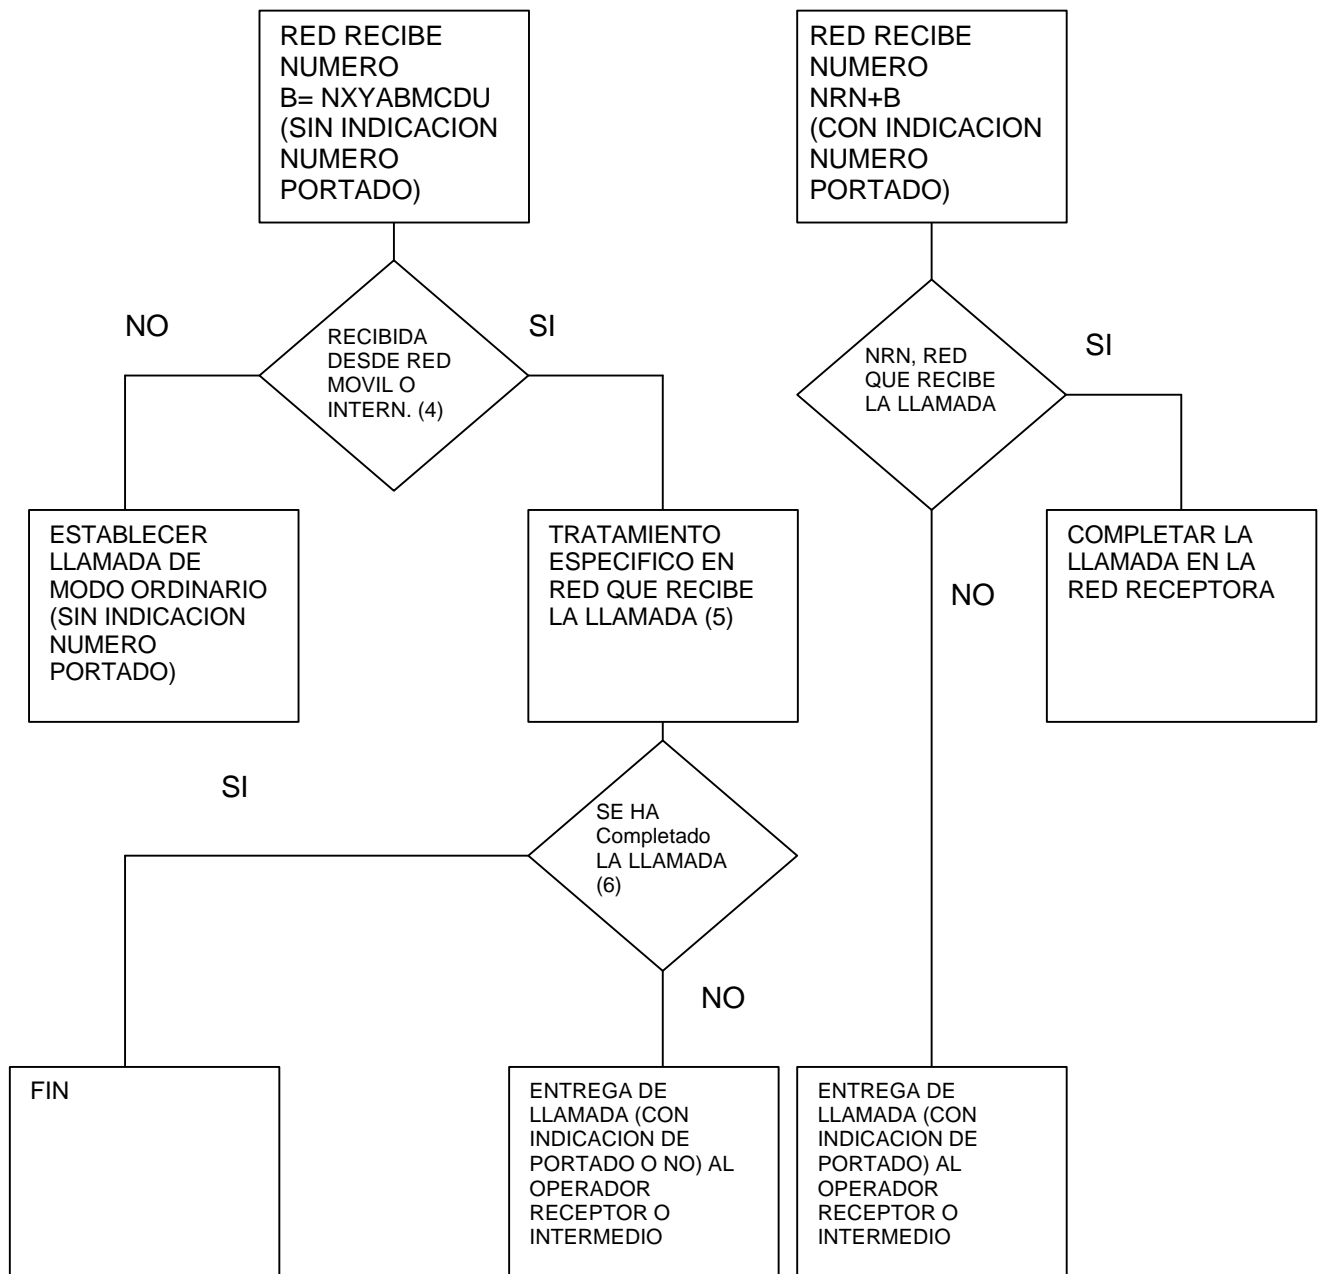 RED RECIBE
NUMERO
B= NXYABMCDU
(SIN INDICACION
NUMERO
PORTADO)
RED RECIBE
NUMERO
NRN+B
(CON INDICACION
NUMERO
PORTADO)
NO
RECIBIDA
DESDE RED
MOVIL O
INTERN. (4)
SI
NRN, RED
QUE RECIBE
LA LLAMADA
SI
ESTABLECER
LLAMADA DE
MODO ORDINARIO
(SIN INDICACION
NUMERO
PORTADO)
TRATAMIENTO
ESPECIFICO EN
RED QUE RECIBE
LA LLAMADA (5)
NO
COMPLETAR LA
LLAMADA EN LA
RED RECEPTORA
SI
SE HA
Completado
LA LLAMADA
(6)
NO
FIN
ENTREGA DE
LLAMADA (CON
INDICACION DE
PORTADO O NO) AL
OPERADOR
RECEPTOR O
INTERMEDIO
ENTREGA DE
LLAMADA (CON
INDICACION DE
PORTADO) AL
OPERADOR
RECEPTOR O
INTERMEDIO